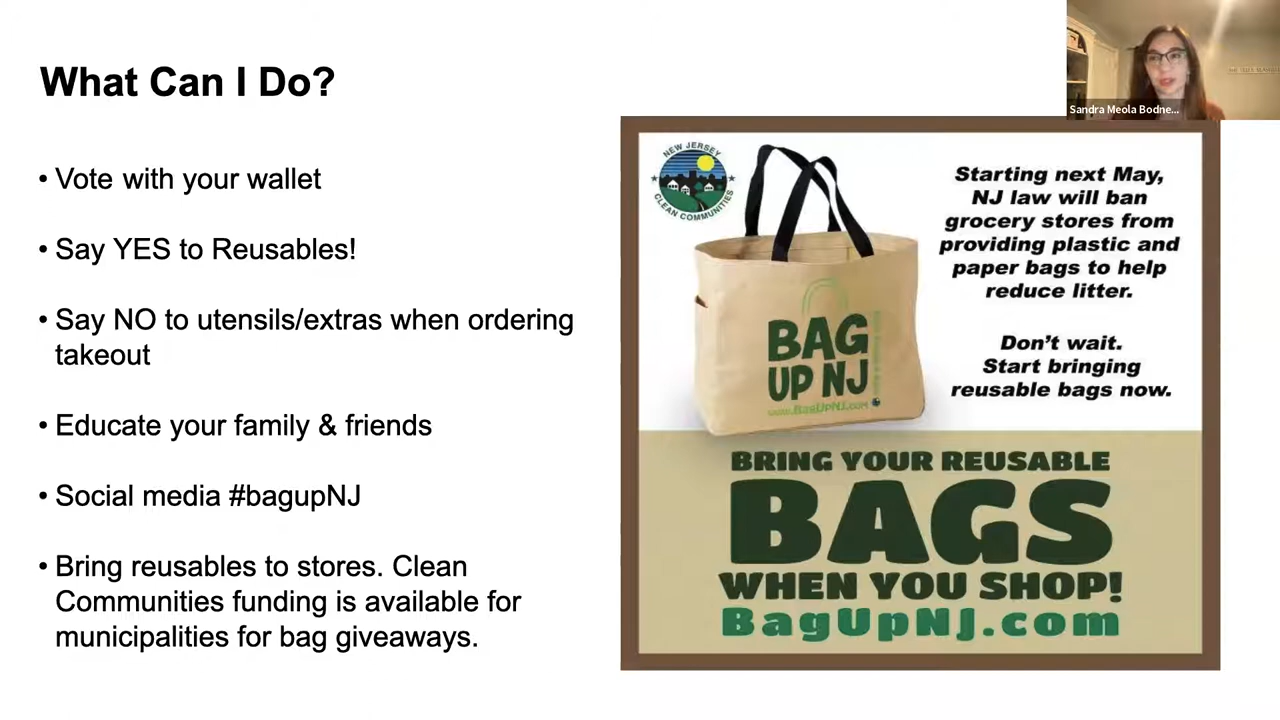 What Can I Do?
• Vote with your wallet
• Say YES to Reusables!
• Say NO to utensils/extras when ordering
takeout
• Educate your family & friends
• Social media #bagupNJ
• Bring reusables to stores. Clean
Communities funding is available for
municipalities for bag giveaways.
Sandra Meola Bodne...
NEW JERSEY
CLEAN COMMUNITIES
BAG
UP NJ
www.BagUpNJ.com
Starting next May,
NJ law will ban
grocery stores from
providing plastic and
paper bags to help
reduce litter.
Don't wait.
Start bringing
reusable bags now.
BRING YOUR REUSABLE
BAGS
WHEN YOU SHOP!
BagUpNJ.com